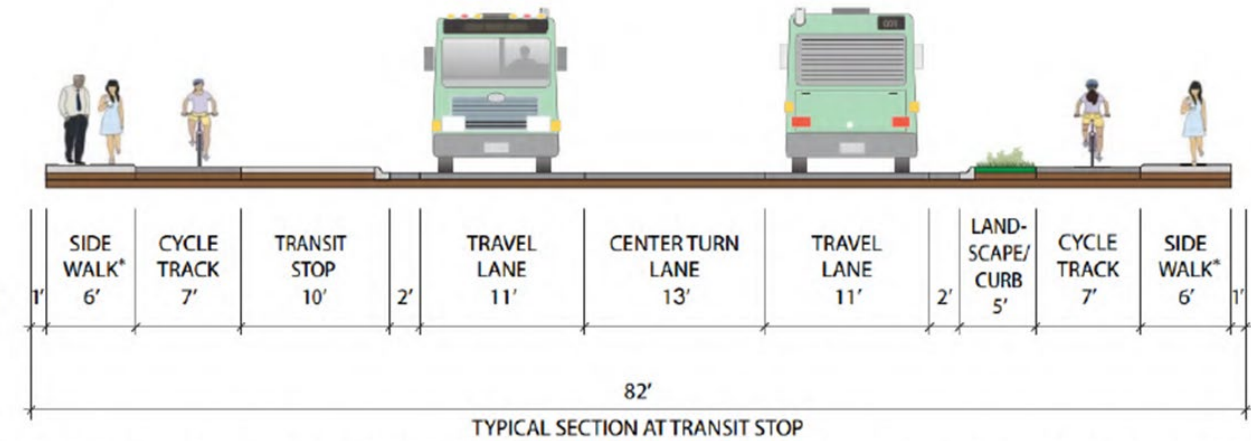 001
SIDE
WALK*
6'
CYCLE
TRACK
7'
TRANSIT
STOP
10'
TRAVEL
LANE
11'
CENTER TURN
LANE
13'
TRAVEL
LANE
11'
LAND-
SCAPE/
CURB
5'
CYCLE
TRACK
7'
SIDE
WALK*
6'
1'
2'
2'
1'
82'
TYPICAL SECTION AT TRANSIT STOP